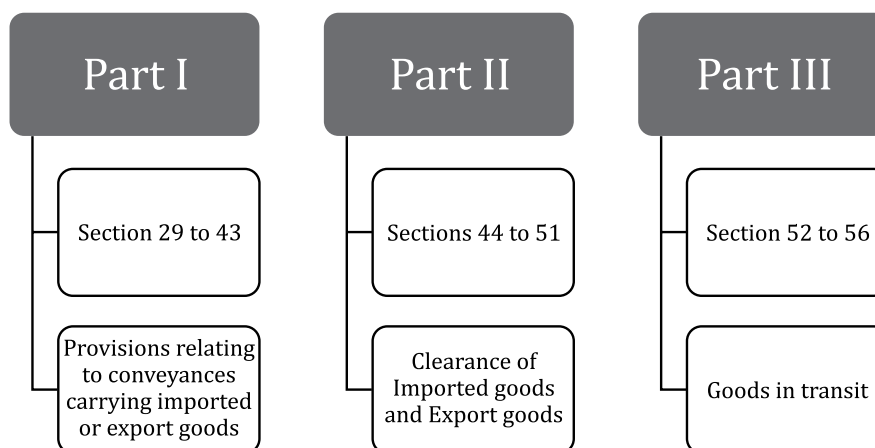 Part I
Part II
Part III
Section 29 to 43
Sections 44 to 51
Section 52 to 56
Provisions relating
to conveyances
carrying imported
or export goods
Clearance of
Imported goods
and Export goods
Goods in transit